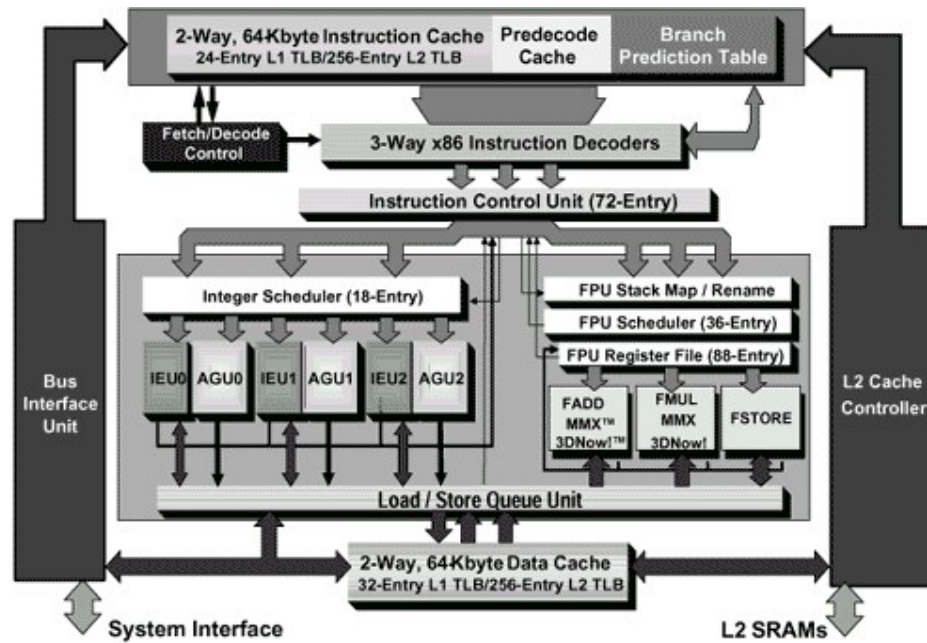 2-Way, 64-Kbyte Instruction Cache
24-Entry L1 TLB/256-Entry L2 TLB
Predecode
Cache
Branch
Prediction Table
Fetch/Decode
Control
3-Way x86 Instruction Decoders
Instruction Control Unit (72-Entry)
Integer Scheduler (18-Entry)
FPU Stack Map / Rename
FPU Scheduler (36-Entry)
FPU Register File (88-Entry)
Bus
Interface
Unit
IEU0
AGU0
IEU1
AGU1
IEU2
AGU2
FADD
MMX™
3DNow!™
FMUL
MMX
3DNow!
FSTORE
L2 Cache
Controller
Load / Store Queue Unit
2-Way, 64-Kbyte Data Cache
32-Entry L1 TLB/256-Entry L2 TLB
System Interface
L2 SRAMs